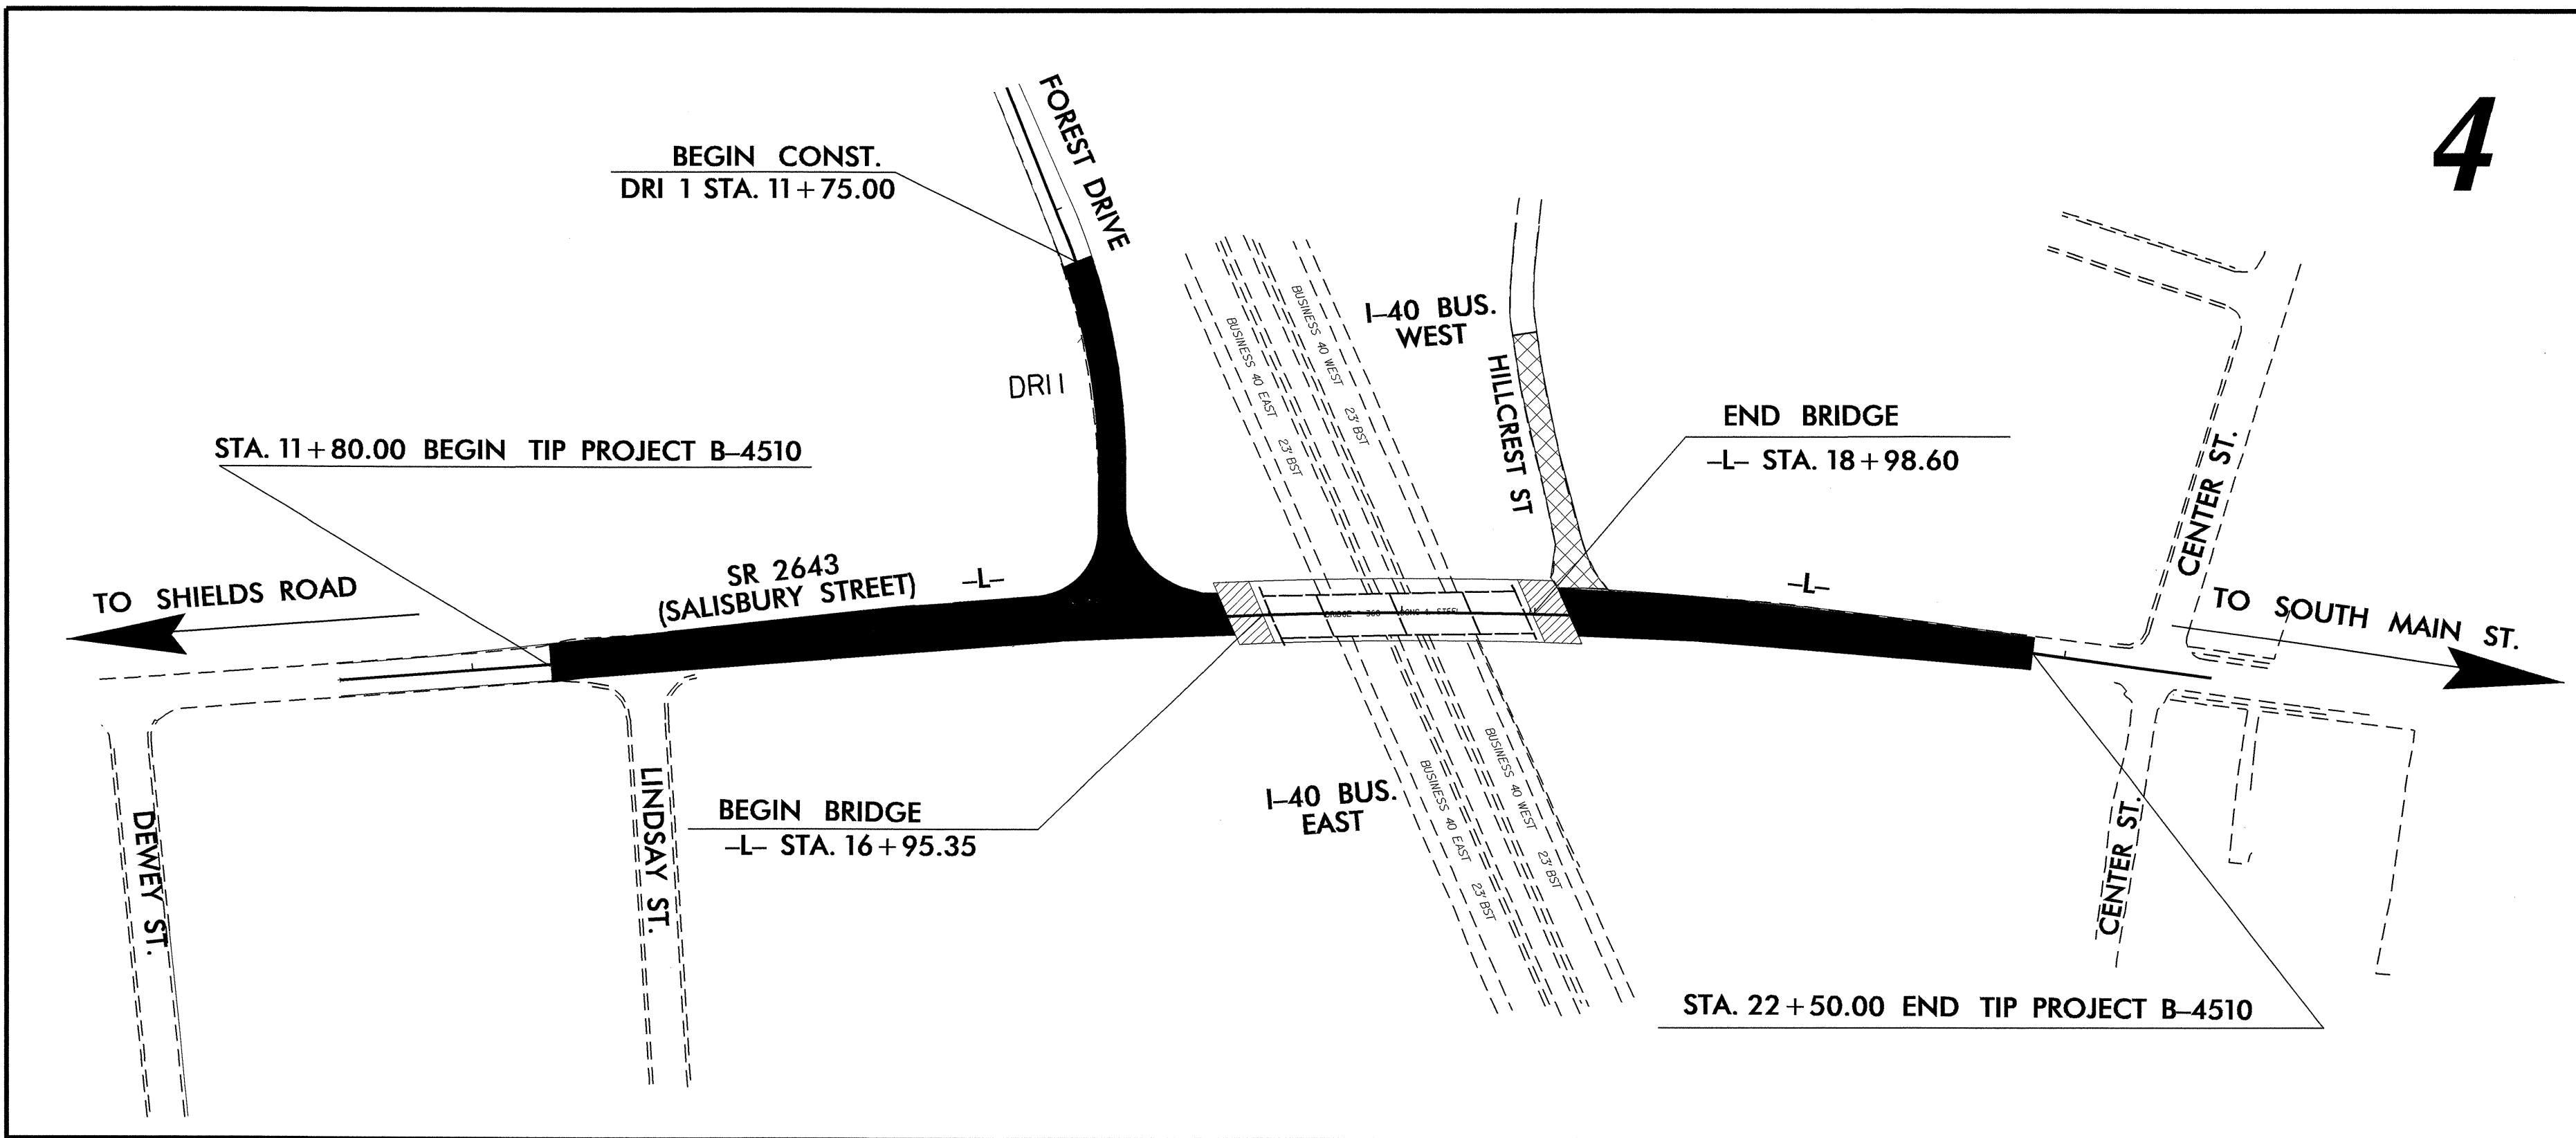 4
FOREST DRIVE
BEGIN CONST.
DRI 1 STA. 11+75.00
I-40 BUS.
WEST
BUSINESS 40 WEST
23' BST
BUSINESS 40 EAST
23' BST
HILLCREST ST
DRI 1
END BRIDGE
-L- STA. 18+98.60
STA. 11+80.00 BEGIN TIP PROJECT B-4510
CENTER ST.
SR 2643
(SALISBURY STREET)
-L-
-L-
TO SHIELDS ROAD
TO SOUTH MAIN ST.
BRIDGE 360
BEGIN BRIDGE
-L- STA. 16+95.35
I-40 BUS.
EAST
BUSINESS 40 WEST
23' BST
BUSINESS 40 EAST
23' BST
DEWEY ST.
LINDSAY ST.
CENTER ST.
STA. 22+50.00 END TIP PROJECT B-4510